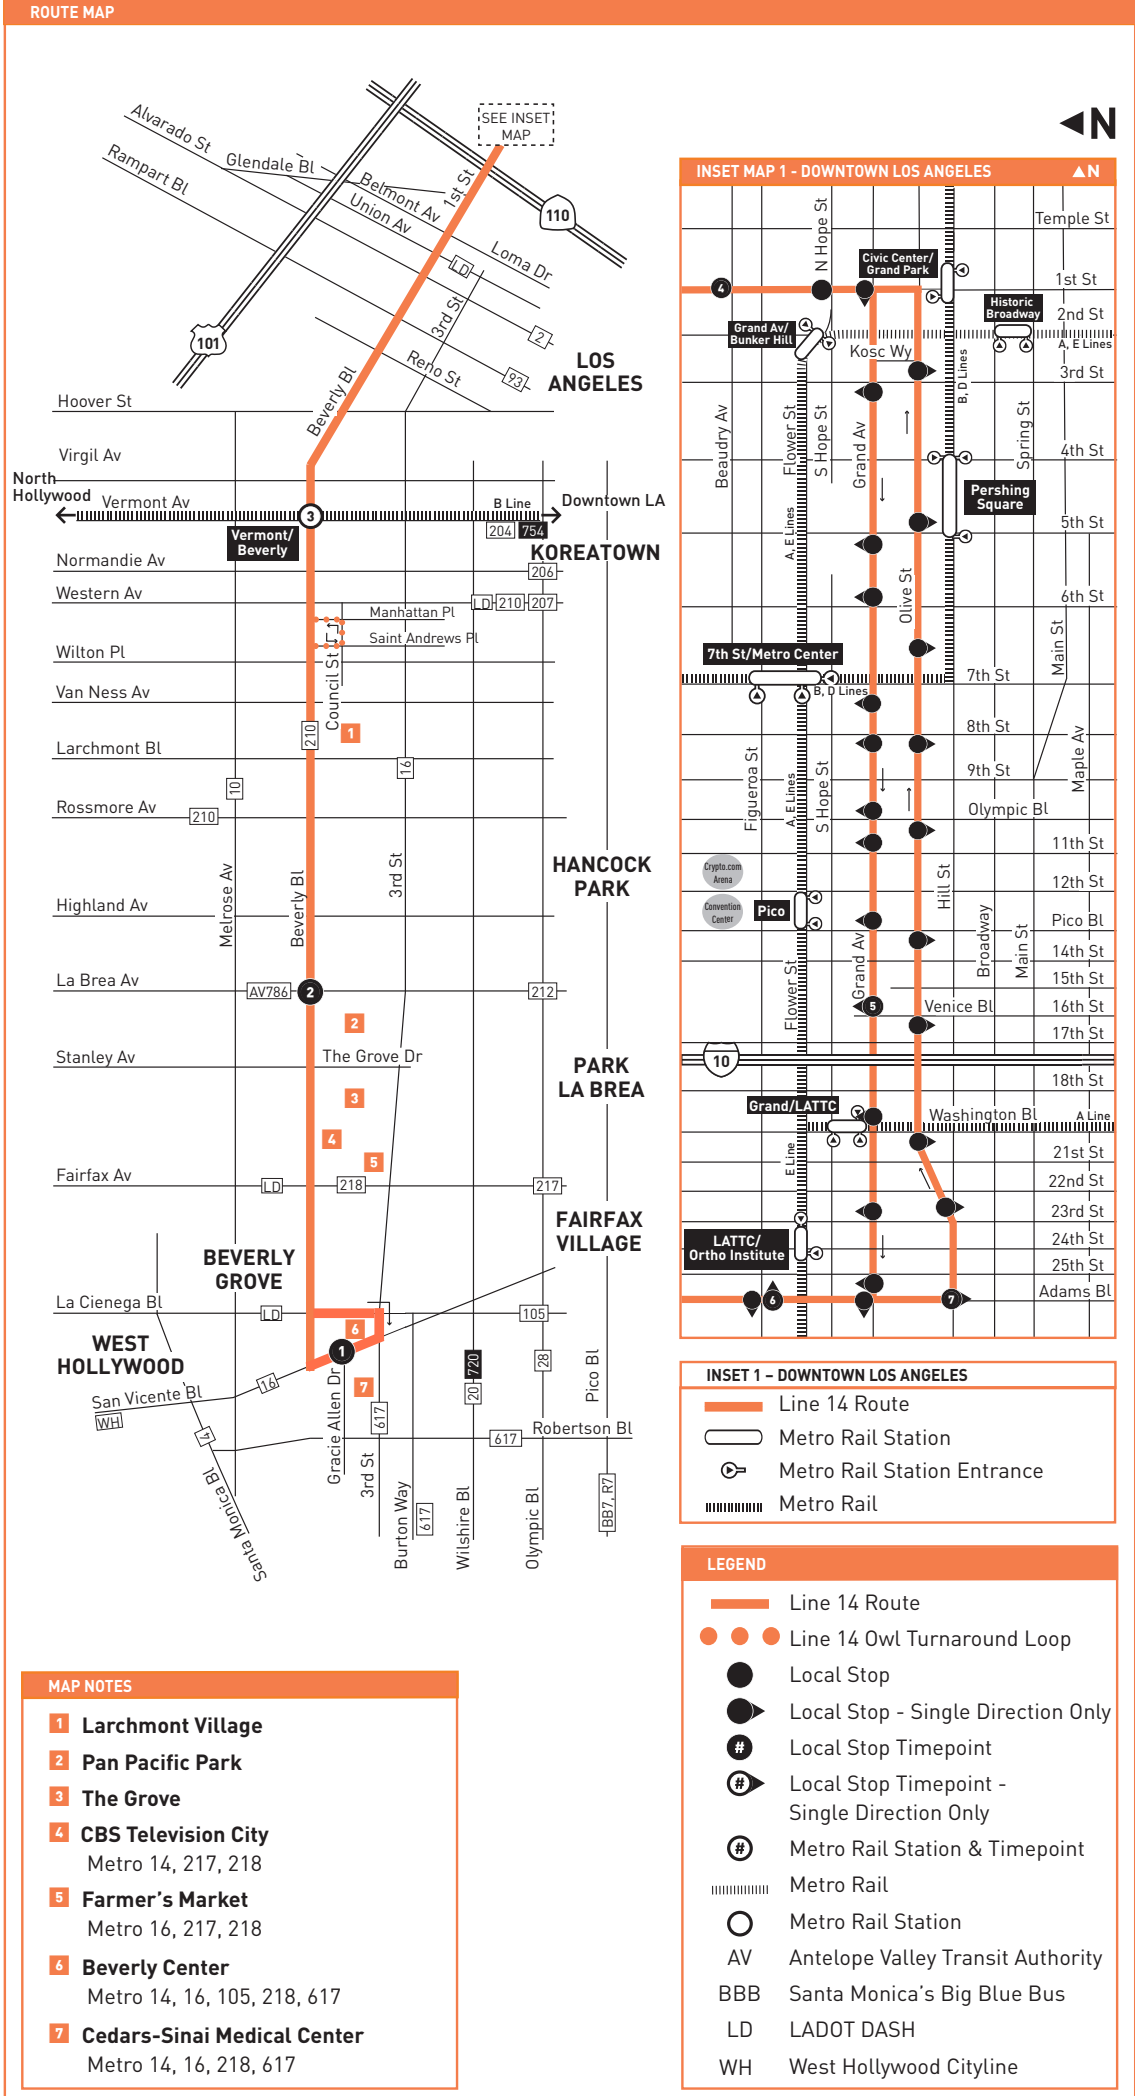 ROUTE MAP
SEE INSET
MAP
Alvarado St
Glendale Bl
Rampart Bl
Belmont Av
Union Av
1st St
110
LD
Loma Dr
3rd St
101
2
Reno St
93
LOS
ANGELES
Beverly Bl
Hoover St
Virgil Av
North
Hollywood
Vermont Av
B Line
Downtown LA
3
Vermont/
Beverly
204
754
KOREATOWN
Normandie Av
206
Western Av
LD
210
207
Manhattan Pl
Saint Andrews Pl
Wilton Pl
Council St
Van Ness Av
210
1
Larchmont Bl
10
16
Rossmore Av
210
3rd St
HANCOCK
PARK
Melrose Av
Beverly Bl
Highland Av
La Brea Av
AV786
2
212
2
Stanley Av
The Grove Dr
PARK
LA BREA
3
4
5
Fairfax Av
LD
218
217
FAIRFAX
VILLAGE
BEVERLY
GROVE
La Cienega Bl
LD
105
6
WEST
HOLLYWOOD
1
San Vicente Bl
16
WH
7
720
20
28
Pico Bl
4
617
617
Robertson Bl
Gracie Allen Dr
3rd St
Santa Monica Bl
Burton Way
617
Wilshire Bl
Olympic Bl
BB7, R7
N
INSET MAP 1 - DOWNTOWN LOS ANGELES
N
N Hope St
Temple St
Civic Center/
Grand Park
4
1st St
Historic
Broadway
2nd St
Grand Av/
Bunker Hill
A, E Lines
Kosc Wy
3rd St
B, D Lines
Beaudry Av
Flower St
S Hope St
Grand Av
Spring St
4th St
Pershing
Square
5th St
A, E Lines
Olive St
6th St
Main St
7th St/Metro Center
7th St
B, D Lines
8th St
Figueroa St
A, E Lines
S Hope St
9th St
Maple Av
Olympic Bl
11th St
Crypto.com
Arena
12th St
Hill St
Convention
Center
Pico
Pico Bl
Broadway
Main St
14th St
Flower St
Grand Av
15th St
5
Venice Bl
16th St
17th St
10
18th St
Grand/LATTC
Washington Bl
A Line
E Line
21st St
22nd St
23rd St
LATTC/
Ortho Institute
24th St
25th St
6
7
Adams Bl
INSET 1 – DOWNTOWN LOS ANGELES
Line 14 Route
Metro Rail Station
Metro Rail Station Entrance
Metro Rail
LEGEND
Line 14 Route
Line 14 Owl Turnaround Loop
Local Stop
Local Stop - Single Direction Only
# Local Stop Timepoint
# Local Stop Timepoint -
Single Direction Only
# Metro Rail Station & Timepoint
Metro Rail
Metro Rail Station
AV Antelope Valley Transit Authority
BBB Santa Monica's Big Blue Bus
LD LADOT DASH
WH West Hollywood Cityline
MAP NOTES
1 Larchmont Village
2 Pan Pacific Park
3 The Grove
4 CBS Television City
Metro 14, 217, 218
5 Farmer's Market
Metro 16, 217, 218
6 Beverly Center
Metro 14, 16, 105, 218, 617
7 Cedars-Sinai Medical Center
Metro 14, 16, 218, 617